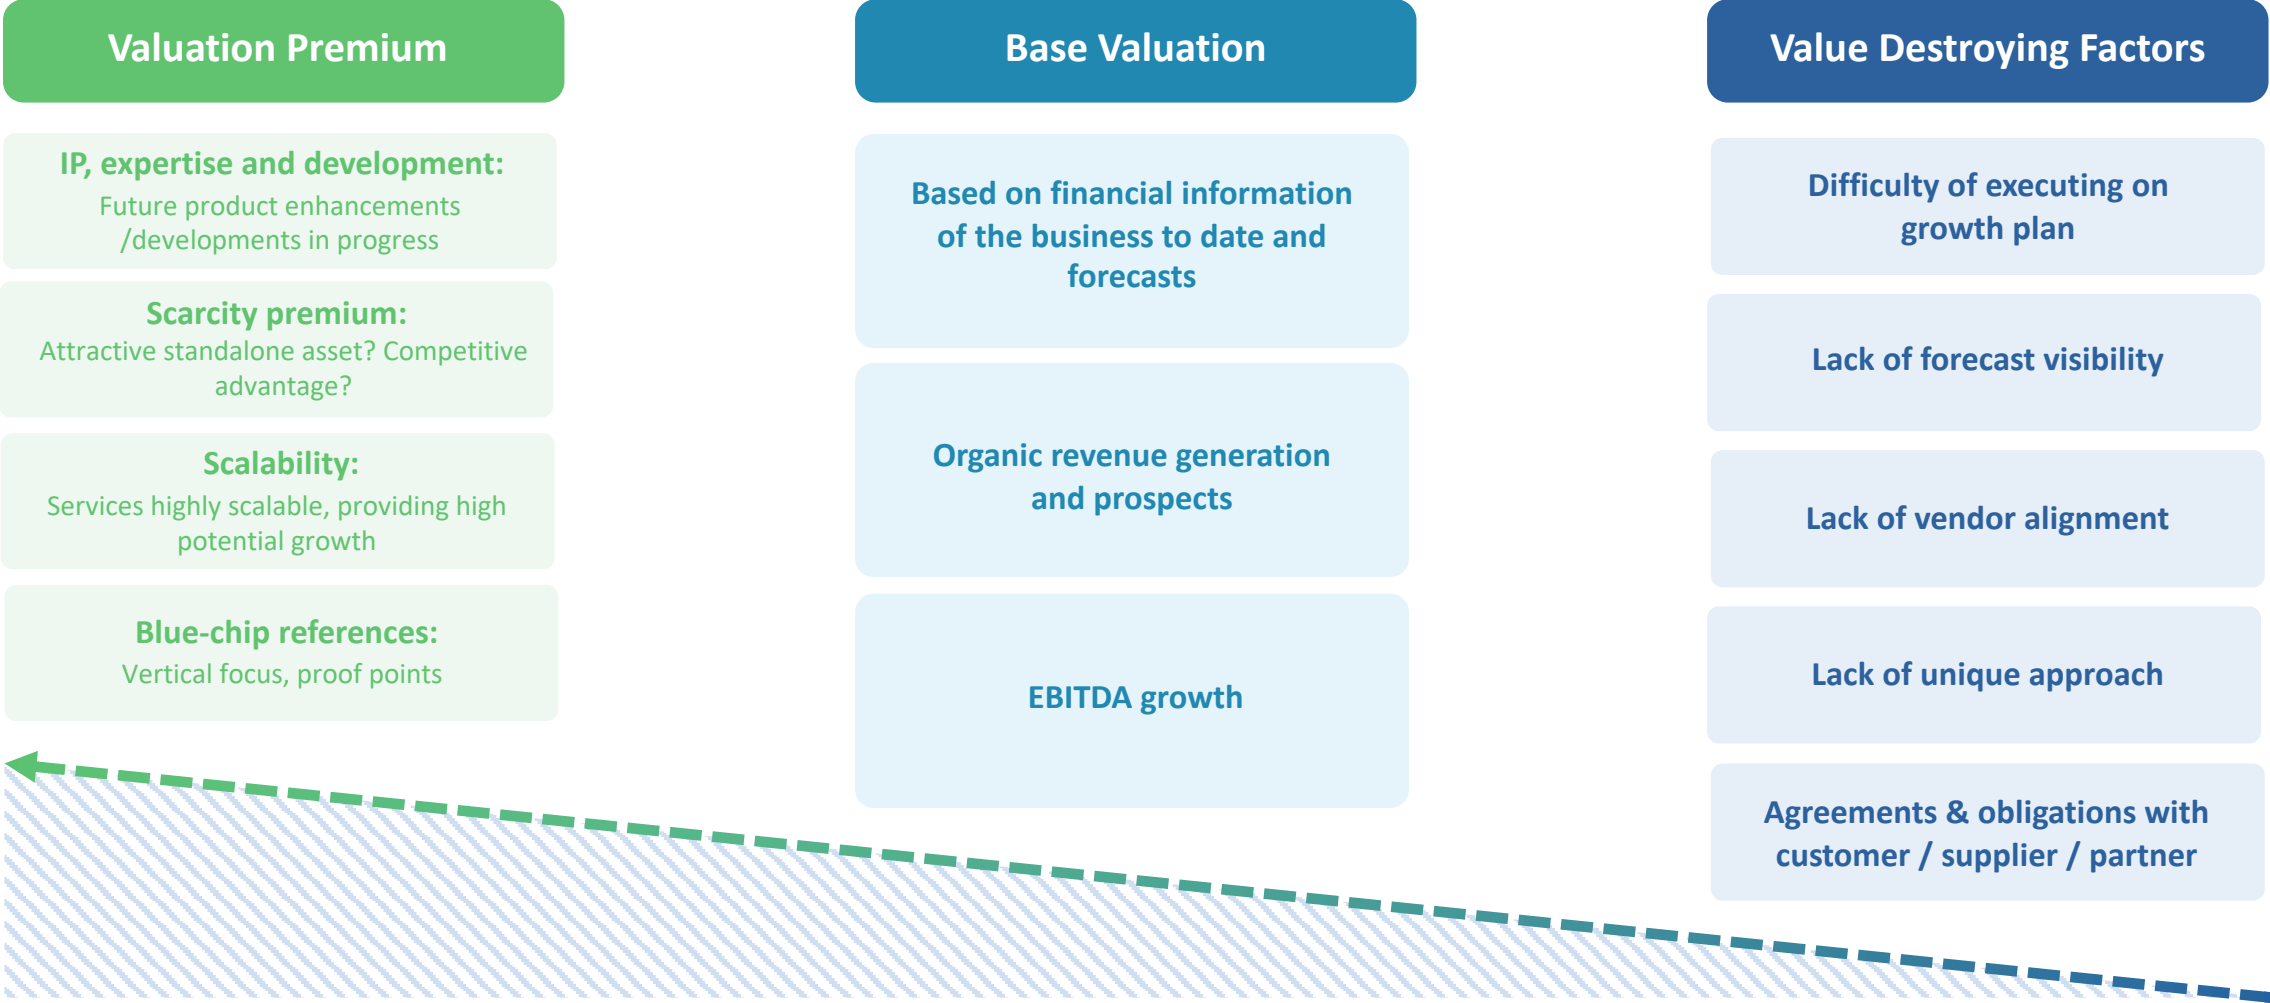 Valuation Premium
IP, expertise and development:
Future product enhancements
/developments in progress
Scarcity premium:
Attractive standalone asset? Competitive
advantage?
Scalability:
Services highly scalable, providing high
potential growth
Blue-chip references:
Vertical focus, proof points
Base Valuation
Based on financial information
of the business to date and
forecasts
Organic revenue generation
and prospects
EBITDA growth
Value Destroying Factors
Difficulty of executing on
growth plan
Lack of forecast visibility
Lack of vendor alignment
Lack of unique approach
Agreements & obligations with
customer / supplier / partner